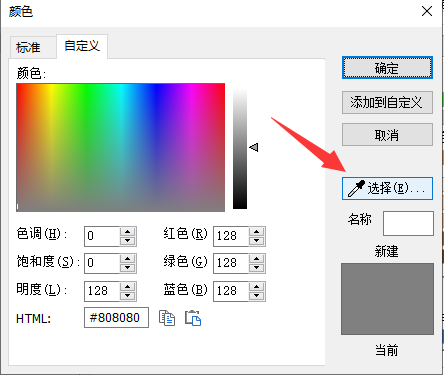 颜色
标准
自定义
颜色:
确定
添加到自定义
取消
选择(E)...
名称
新建
色调(H): 0
红色(R) 128
饱和度(S): 0
绿色(G) 128
明度(L): 128
蓝色(B) 128
HTML: #808080
当前